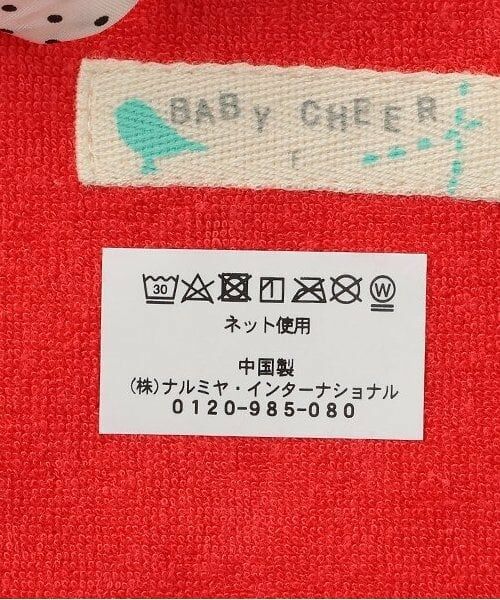 BABY CHEER
30 W
ネット使用
中国製
(株)ナルミヤ・インターナショナル
0120-985-080